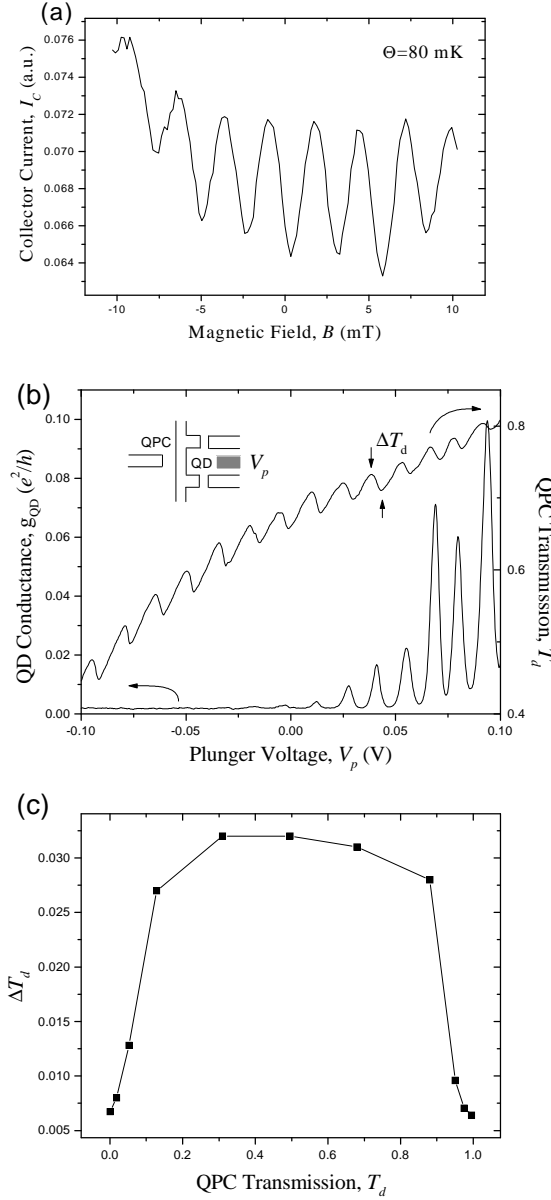 (a)
Θ=80 mK
Collector Current, I_C (a.u.)
0.076
0.072
0.070
0.068
0.066
0.064
-10 -5 0 5 10
Magnetic Field, B (mT)
(b)
QD Conductance, g_QD (e²/h)
0.10
0.08
0.06
0.04
0.02
0.00
QPC QD V_p
ΔT_d
0.8
0.6
0.4
QPC Transmission, T_d
-0.10 -0.05 0.00 0.05 0.10
Plunger Voltage, V_p (V)
(c)
ΔT_d
0.030
0.025
0.020
0.015
0.010
0.005
0.0 0.2 0.4 0.6 0.8 1.0
QPC Transmission, T_d